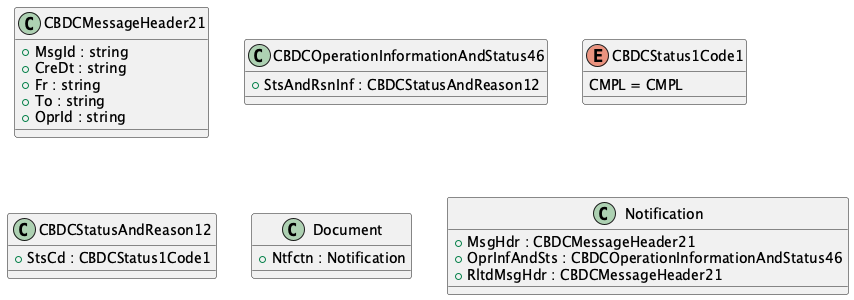 C CBDCMessageHeader21
MsgId : string
CreDt : string
Fr : string
To : string
OprId : string
C CBDCOperationInformationAndStatus46
StsAndRsnInf : CBDCStatusAndReason12
E CBDCStatus1Code1
CMPL = CMPL
C CBDCStatusAndReason12
StsCd : CBDCStatus1Code1
C Document
Ntfctn : Notification
C Notification
MsgHdr : CBDCMessageHeader21
OprInfAndSts : CBDCOperationInformationAndStatus46
RltdMsgHdr : CBDCMessageHeader21